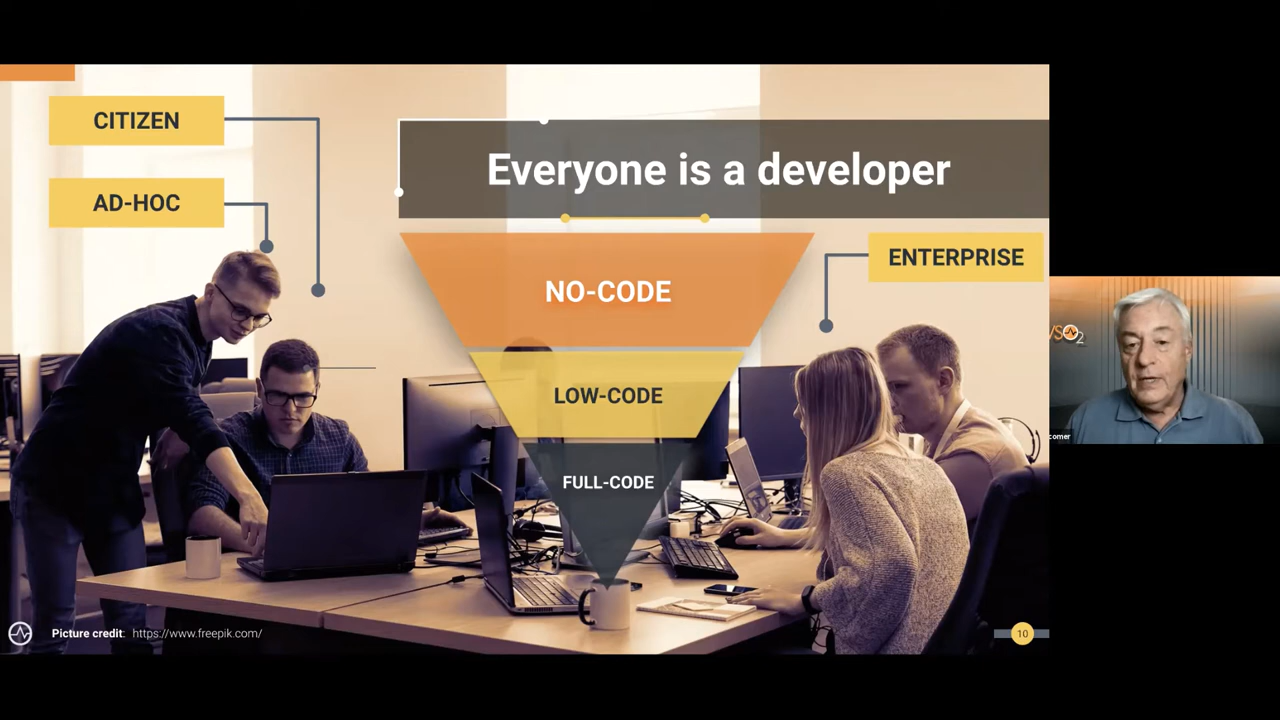 CITIZEN
AD-HOC
Everyone is a developer
ENTERPRISE
NO-CODE
LOW-CODE
FULL-CODE
Picture credit: https://www.freepik.com/
10
comer